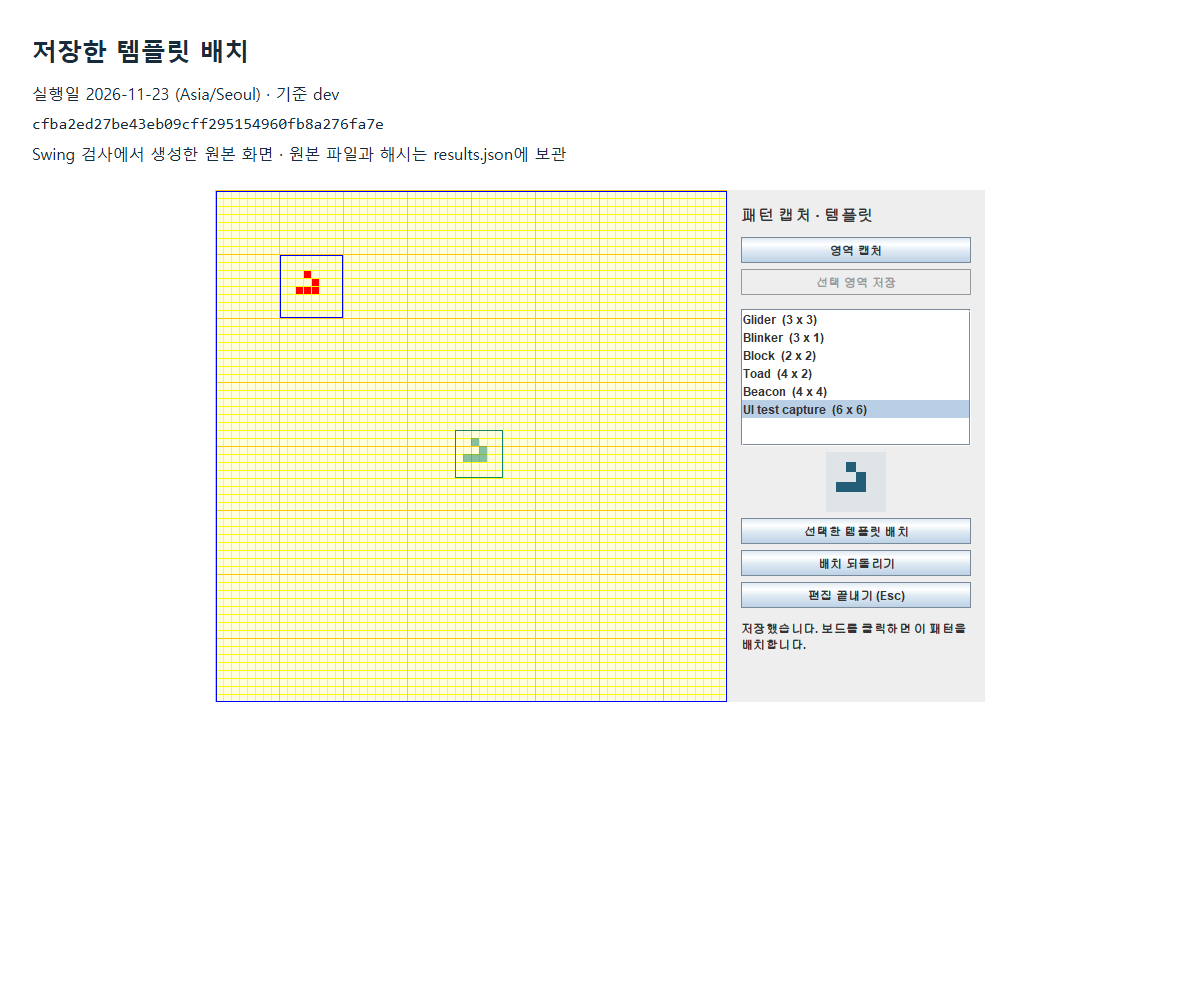 저장한 템플릿 배치
실행일 2026-11-23 (Asia/Seoul) · 기준 dev
cfba2ed27be43eb09cff295154960fb8a276fa7e
Swing 검사에서 생성한 원본 화면 · 원본 파일과 해시는 results.json에 보관
패턴 캡처 · 템플릿
영역 캡처
선택 영역 저장
Glider (3 x 3)
Blinker (3 x 1)
Block (2 x 2)
Toad (4 x 2)
Beacon (4 x 4)
UI test capture (6 x 6)
선택한 템플릿 배치
배치 되돌리기
편집 끝내기 (Esc)
저장했습니다. 보드를 클릭하면 이 패턴을
배치합니다.